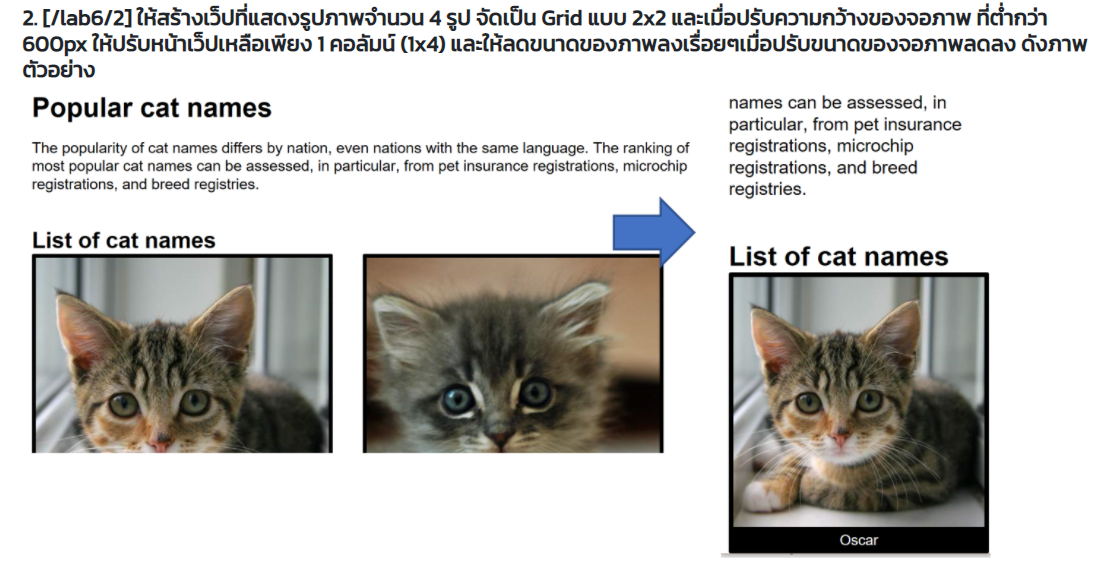 2. [/lab6/2] ให้สร้างเว็ปที่แสดงรูปภาพจำนวน 4 รูป จัดเป็น Grid แบบ 2x2 และเมื่อปรับความกว้างของจอภาพ ที่ต่ำกว่า
600px ให้ปรับหน้าเว็ปเหลือเพียง 1 คอลัมน์ (1x4) และให้ลดขนาดของภาพลงเรื่อยๆเมื่อปรับขนาดของจอภาพลดลง ดังภาพ
ตัวอย่าง
Popular cat names
The popularity of cat names differs by nation, even nations with the same language. The ranking of
most popular cat names can be assessed, in particular, from pet insurance registrations, microchip
registrations, and breed registries.
List of cat names
names can be assessed, in
particular, from pet insurance
registrations, microchip
registrations, and breed
registries.
List of cat names
Oscar